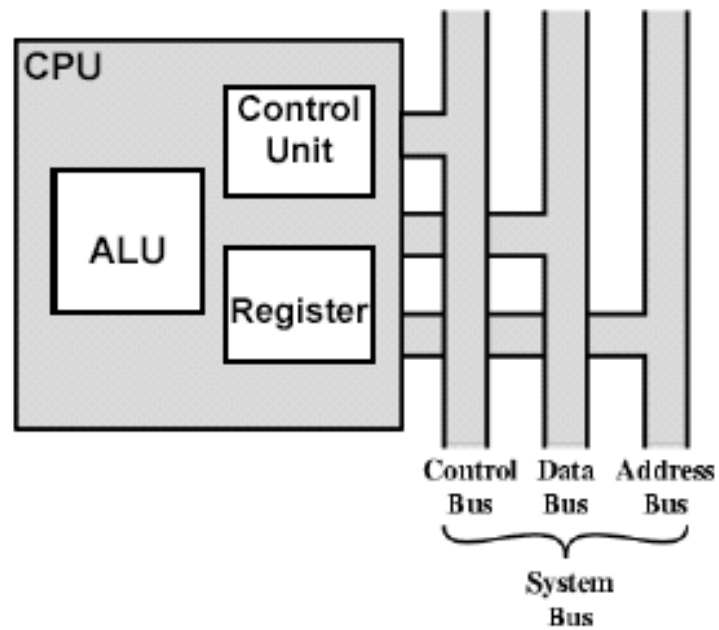 CPU
Control
Unit
ALU
Register
Control Data Address
Bus Bus Bus
System
Bus